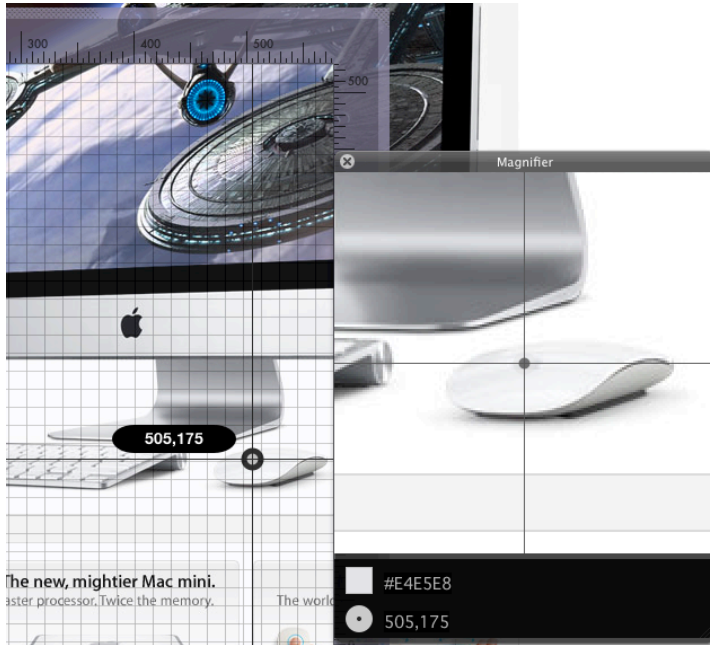 300
400
500
500
Magnifier
505,175
The new, mightier Mac mini.
aster processor. Twice the memory.
The worl
#E4E5E8
505,175